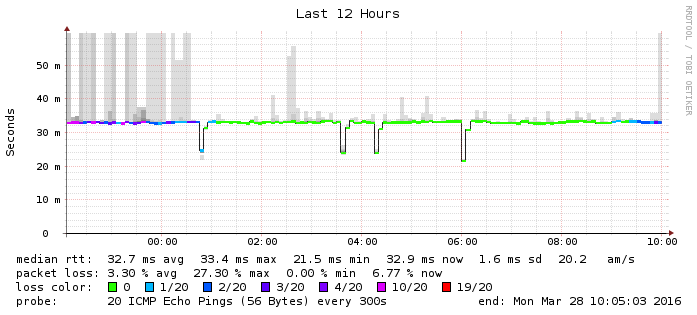 Last 12 Hours
RRDTOOL / TOBI OETIKER
Seconds
50 m
40 m
30 m
20 m
10 m
0
00:00 02:00 04:00 06:00 08:00 10:00
median rtt: 32.7 ms avg 33.4 ms max 21.5 ms min 32.9 ms now 1.6 ms sd 20.2 am/s
packet loss: 3.30 % avg 27.30 % max 0.00 % min 6.77 % now
loss color: 0 1/20 2/20 3/20 4/20 10/20 19/20
probe: 20 ICMP Echo Pings (56 Bytes) every 300s end: Mon Mar 28 10:05:03 2016